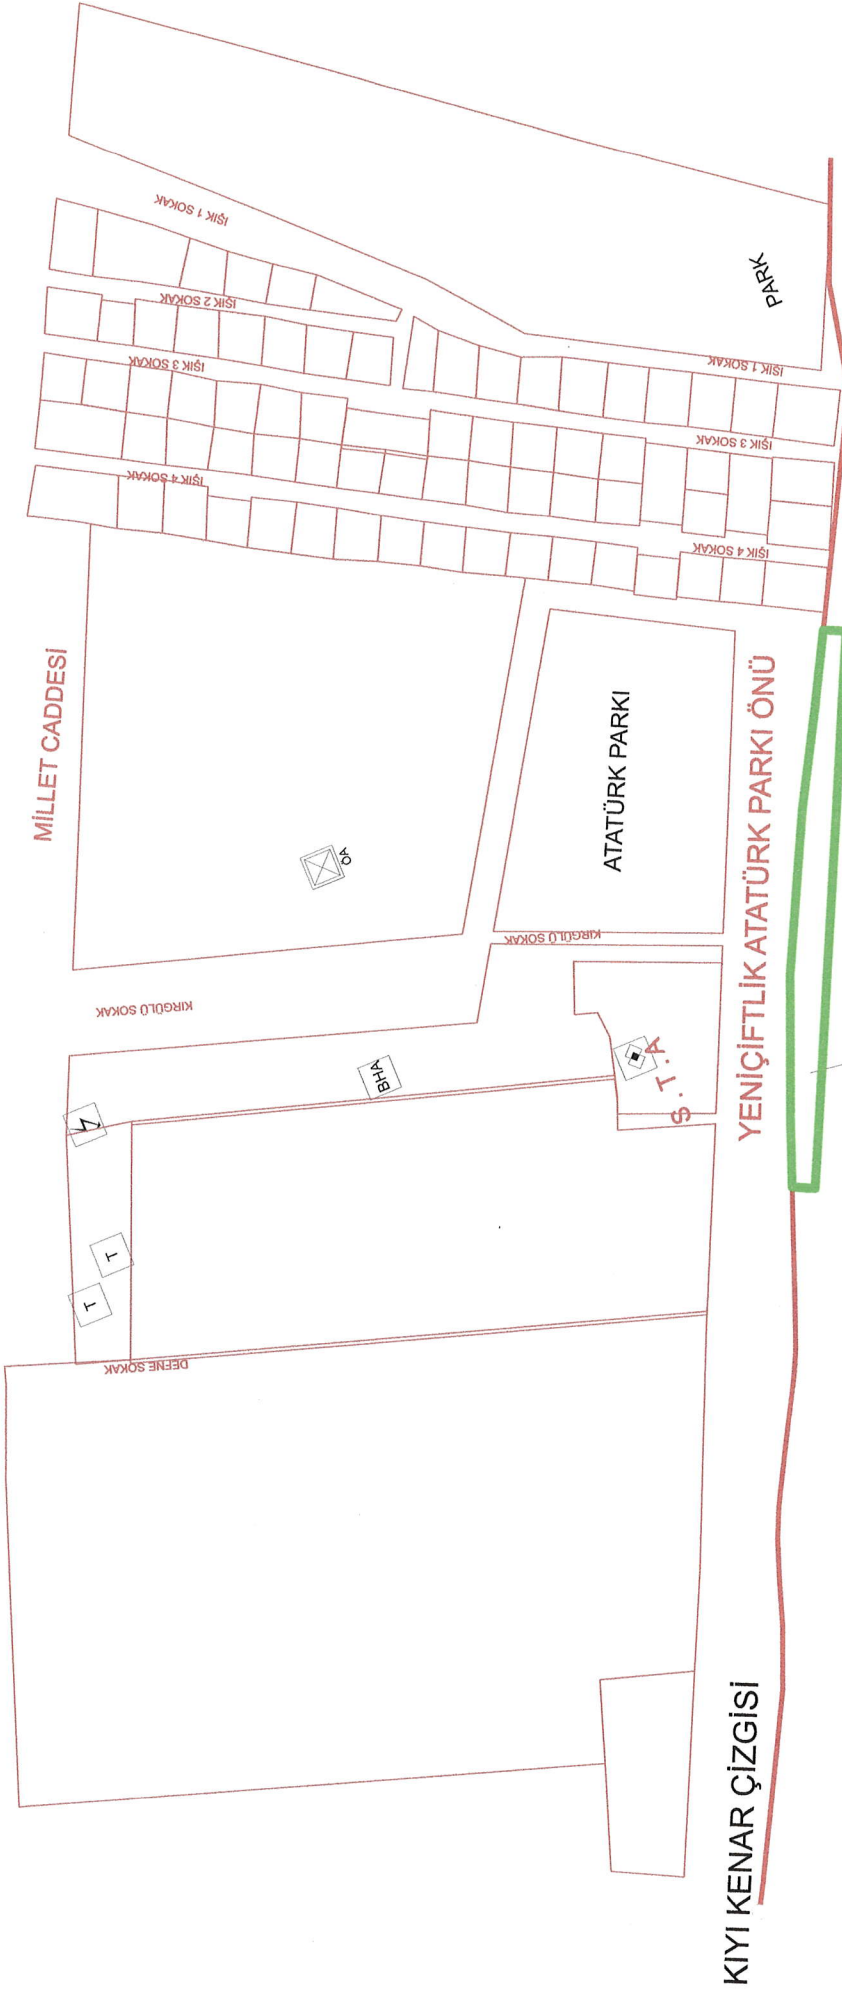 MİLLET CADDESİ
IŞIK 1 SOKAK
IŞIK 2 SOKAK
IŞIK 3 SOKAK
IŞIK 4 SOKAK
IŞIK 1 SOKAK
IŞIK 3 SOKAK
IŞIK 4 SOKAK
PARK
ÖA
ATATÜRK PARKI
KIRGÜLÜ SOKAK
KIRGÜLÜ SOKAK
BHA
S.T.A
T
T
DEFNE SOKAK
YENİÇİFTLİK ATATÜRK PARKI ÖNÜ
KIYI KENAR ÇİZGİSİ